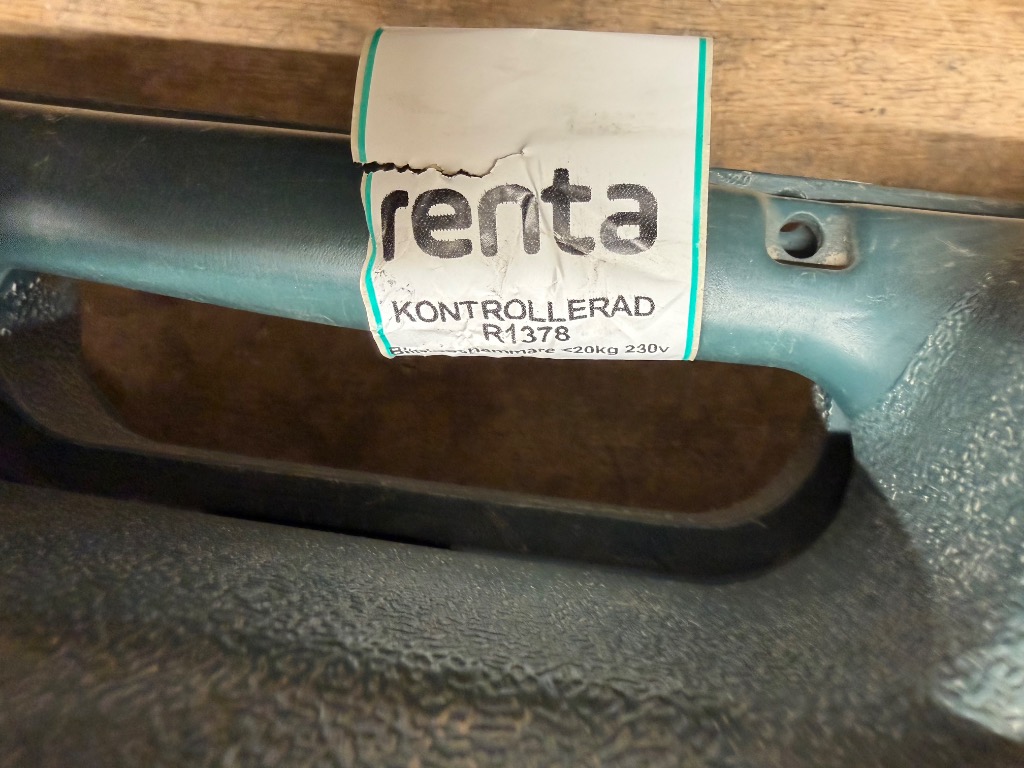 renta
KONTROLLERAD
R1378
<20kg 230v